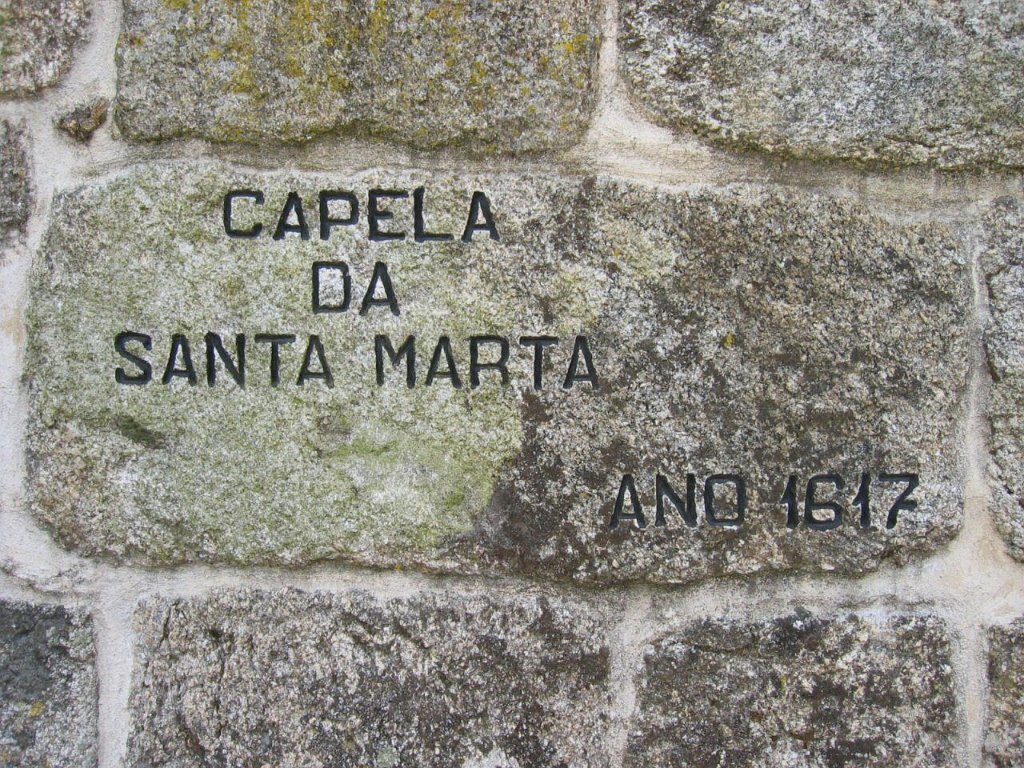 CAPELA
DA
SANTA MARTA
ANO 1617